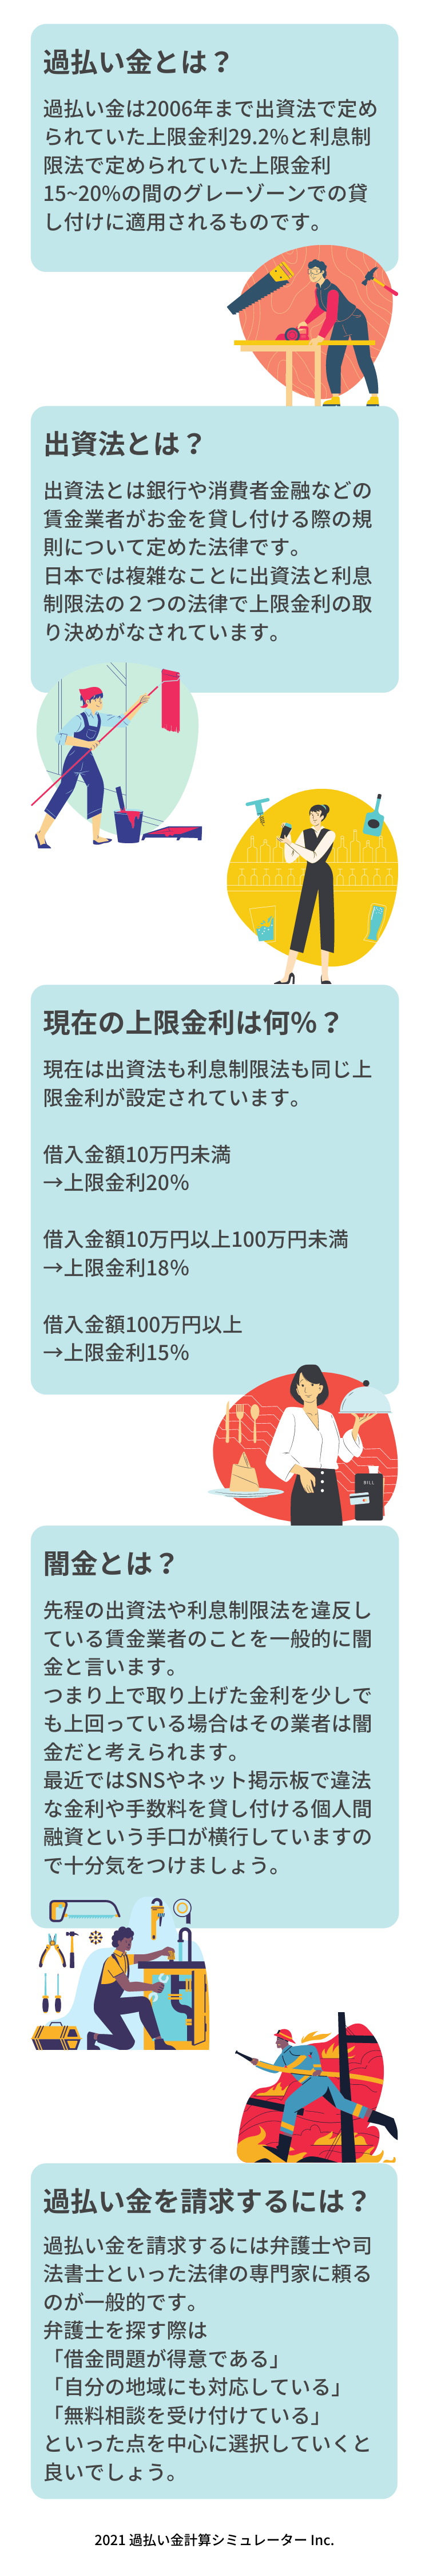 過払い金とは？
過払い金は2006年まで出資法で定め
られていた上限金利29.2%と利息制
限法で定められていた上限金利
15~20%の間のグレーゾーンでの貸
し付けに適用されるものです。
出資法とは？
出資法とは銀行や消費者金融などの
賃金業者がお金を貸し付ける際の規
則について定めた法律です。
日本では複雑なことに出資法と利息
制限法の２つの法律で上限金利の取
り決めがなされています。
現在の上限金利は何%？
現在は出資法も利息制限法も同じ上
限金利が設定されています。
借入金額10万円未満
→上限金利20%
借入金額10万円以上100万円未満
→上限金利18%
借入金額100万円以上
→上限金利15%
BILL
闇金とは？
先程の出資法や利息制限法を違反し
ている賃金業者のことを一般的に闇
金と言います。
つまり上で取り上げた金利を少しで
も上回っている場合はその業者は闇
金だと考えられます。
最近ではSNSやネット掲示板で違法
な金利や手数料を貸し付ける個人間
融資という手口が横行していますの
で十分気をつけましょう。
過払い金を請求するには？
過払い金を請求するには弁護士や司
法書士といった法律の専門家に頼る
のが一般的です。
弁護士を探す際は
「借金問題が得意である」
「自分の地域にも対応している」
「無料相談を受け付けている」
といった点を中心に選択していくと
良いでしょう。
2021 過払い金計算シミュレーター Inc.